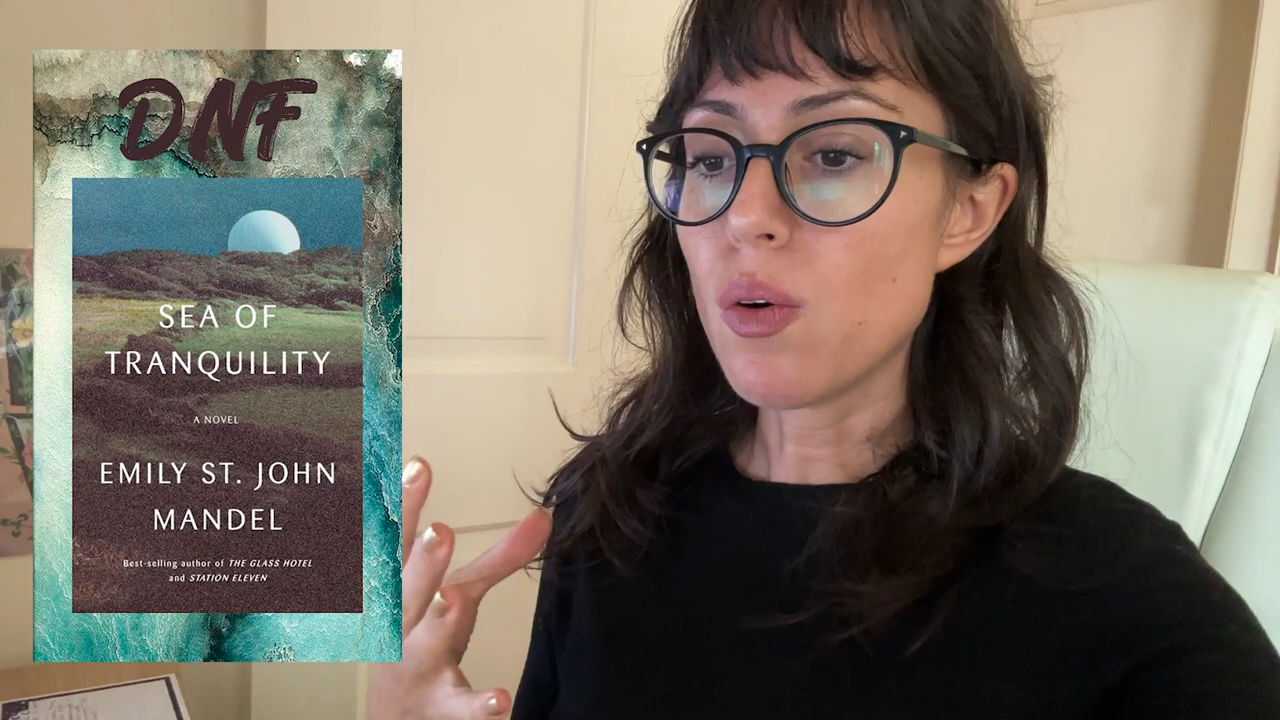 DNF
SEA OF
TRANQUILITY
A NOVEL
EMILY ST. JOHN
MANDEL
Best-selling author of THE GLASS HOTEL
and STATION ELEVEN